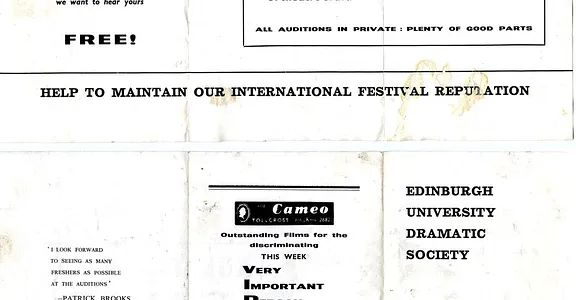 we want to hear yours
FREE!
ALL AUDITIONS IN PRIVATE : PLENTY OF GOOD PARTS
HELP TO MAINTAIN OUR INTERNATIONAL FESTIVAL REPUTATION
'I LOOK FORWARD
TO SEEING AS MANY
FRESHERS AS POSSIBLE
AT THE AUDITIONS'
—PATRICK BROOKS
Cameo
TOLLCROSS
Outstanding Films for the
discriminating
THIS WEEK
VERY
IMPORTANT
EDINBURGH
UNIVERSITY
DRAMATIC
SOCIETY